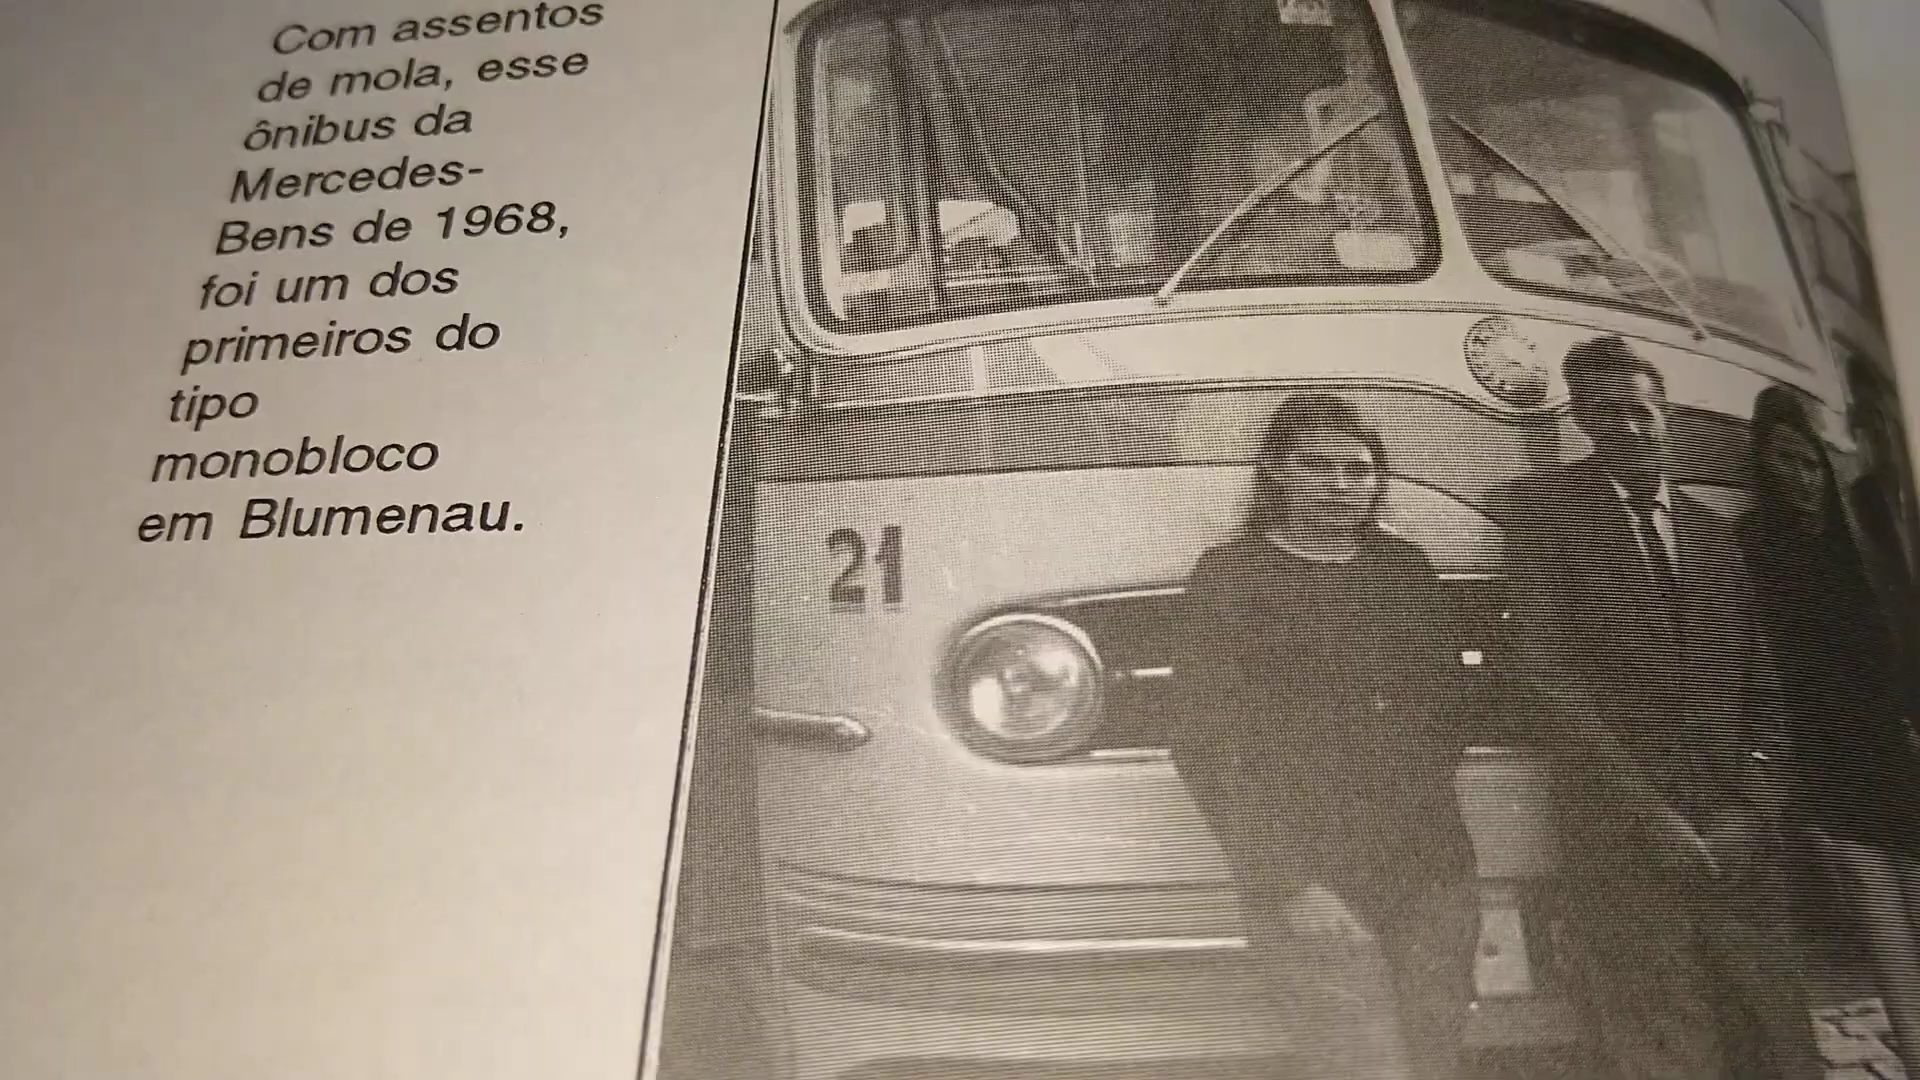 Com assentos
de mola, esse
ônibus da
Mercedes-
Bens de 1968,
foi um dos
primeiros do
tipo
monobloco
em Blumenau.
21